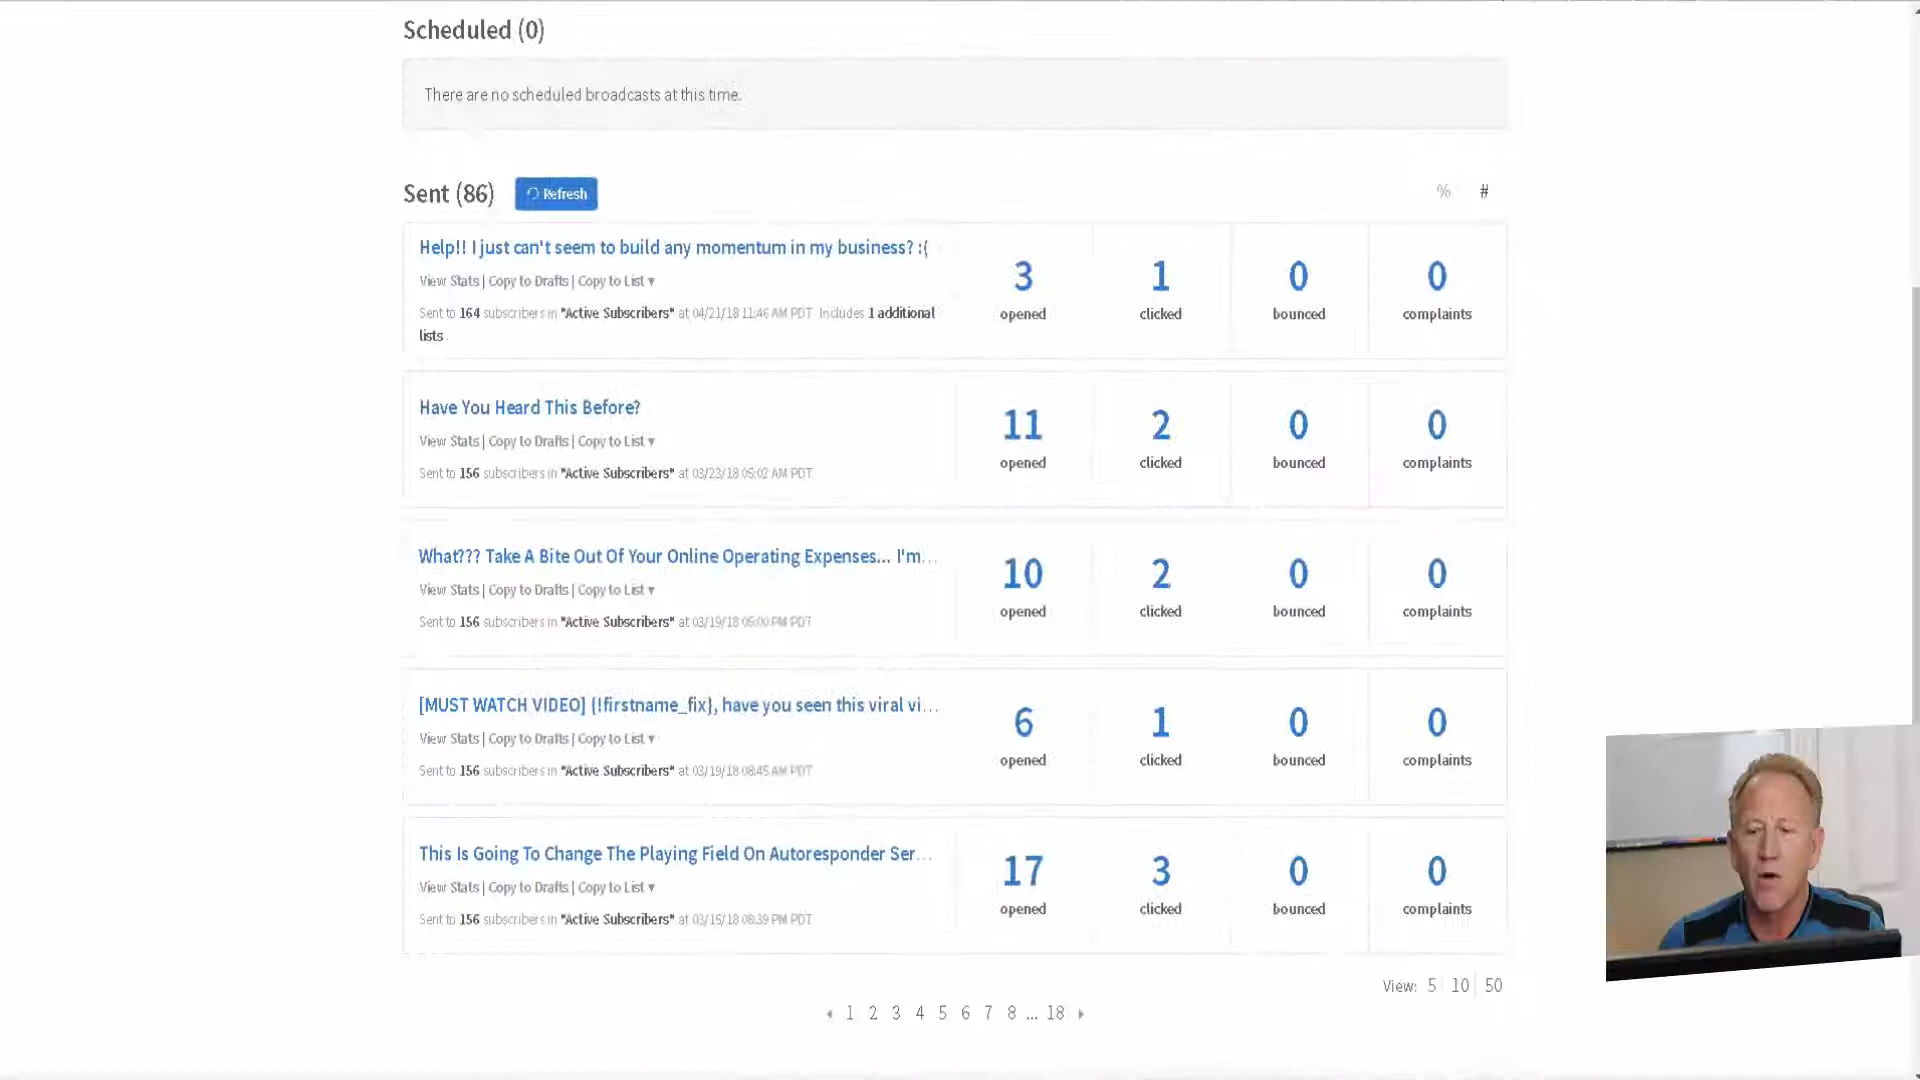 Scheduled (0)
There are no scheduled broadcasts at this time.
Sent (86)
Refresh
% #
Help!! I just can't seem to build any momentum in my business? :(
View Stats | Copy to Drafts | Copy to List ▾
Sent to 164 subscribers in "Active Subscribers" at 04/21/18 11:46 AM PDT Includes 1 additional
lists
3 1 0 0
opened clicked bounced complaints
Have You Heard This Before?
View Stats | Copy to Drafts | Copy to List ▾
Sent to 156 subscribers in "Active Subscribers" at 03/23/18 05:02 AM PDT
11 2 0 0
opened clicked bounced complaints
What??? Take A Bite Out Of Your Online Operating Expenses... I'm...
View Stats | Copy to Drafts | Copy to List ▾
Sent to 156 subscribers in "Active Subscribers" at 03/19/18 05:00 PM PDT
10 2 0 0
opened clicked bounced complaints
[MUST WATCH VIDEO] {!firstname_fix}, have you seen this viral vi...
View Stats | Copy to Drafts | Copy to List ▾
Sent to 156 subscribers in "Active Subscribers" at 03/19/18 08:45 AM PDT
6 1 0 0
opened clicked bounced complaints
This Is Going To Change The Playing Field On Autoresponder Ser...
View Stats | Copy to Drafts | Copy to List ▾
Sent to 156 subscribers in "Active Subscribers" at 03/15/18 08:39 PM PDT
17 3 0 0
opened clicked bounced complaints
View: 5 10 50
1 2 3 4 5 6 7 8 ... 18